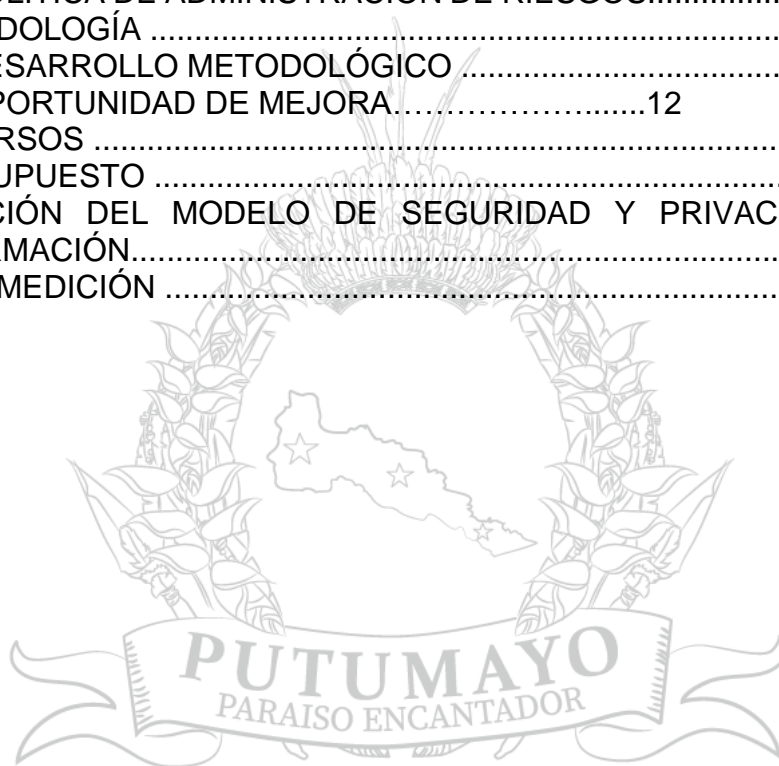 DOLOGÍA ..........................................................................
ESARROLLO METODOLÓGICO ....................................
PORTUNIDAD DE MEJORA………………......12
RSOS ................................................................................
UPUESTO .........................................................................
CIÓN DEL MODELO DE SEGURIDAD Y PRIVAC
RMACIÓN...........................................................................
MEDICIÓN .......................................................................
PUTUMAYO
PARAISO ENCANTADOR